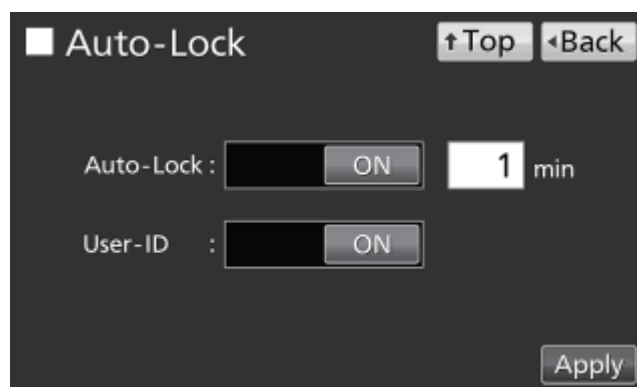 Auto-Lock
↑Top
◂Back
Auto-Lock : ON 1 min
User-ID : ON
Apply